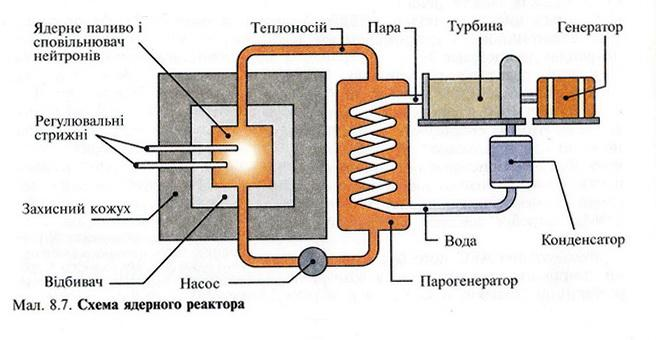 Ядерне паливо і
сповільнювач
нейтронів
Теплоносій
Пара
Турбина
Генератор
Регулювальні
стрижні
Захисний кожух
Відбивач
Насос
Вода
Конденсатор
Парогенератор
Мал. 8.7. Схема ядерного реактора